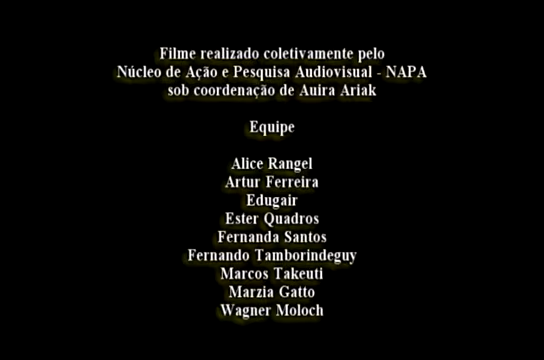 Filme realizado coletivamente pelo
Núcleo de Ação e Pesquisa Audiovisual - NAPA
sob coordenação de Auira Ariak
Equipe
Alice Rangel
Artur Ferreira
Edugair
Ester Quadros
Fernanda Santos
Fernando Tamborindeguy
Marcos Takeuti
Marzia Gatto
Wagner Moloch